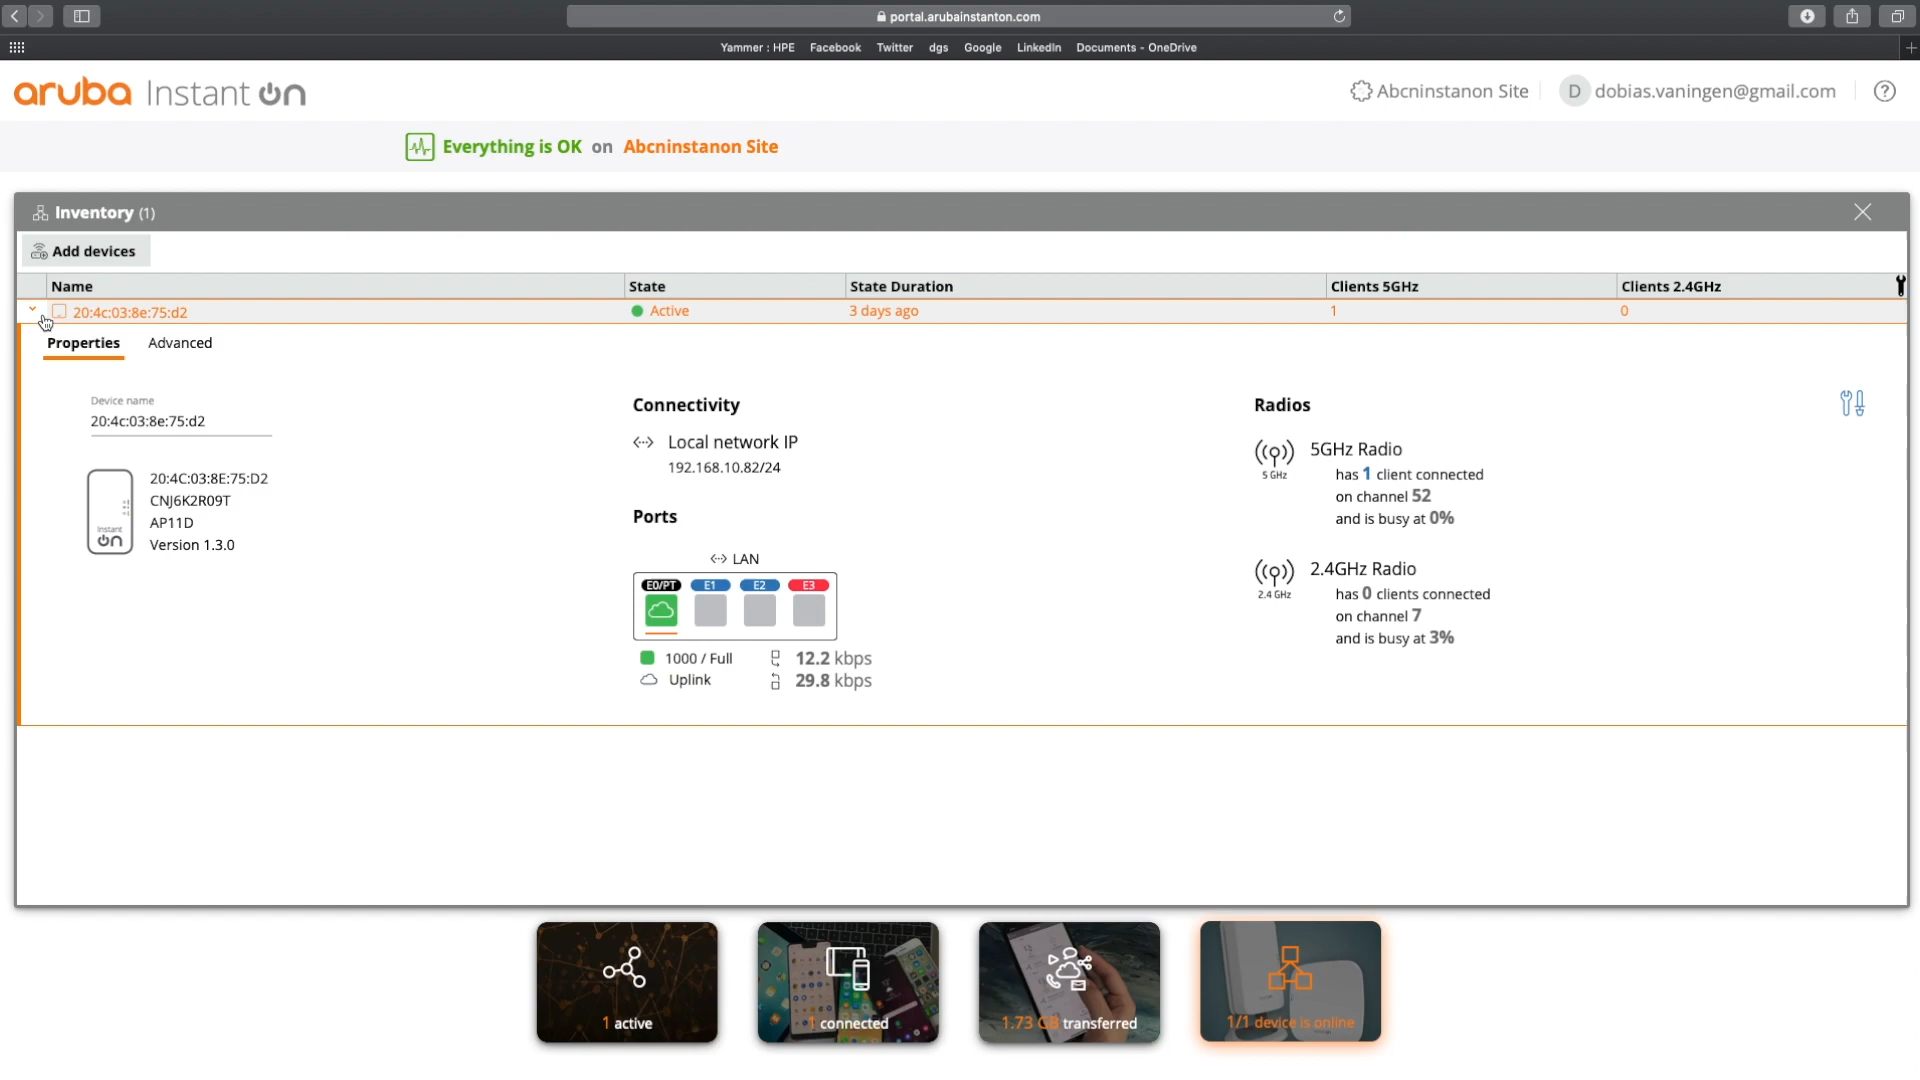 portal.arubainstanton.com
Yammer : HPE Facebook Twitter dgs Google LinkedIn Documents - OneDrive
aruba Instant On Abcninstanon Site D dobias.vaningen@gmail.com ?
Everything is OK on Abcninstanon Site
Inventory (1)
Add devices
Name State State Duration Clients 5GHz Clients 2.4GHz
20:4c:03:8e:75:d2 Active 3 days ago 1 0
Properties Advanced
Device name
20:4c:03:8e:75:d2
Instant
On
20:4C:03:8E:75:D2
CNJ6K2R09T
AP11D
Version 1.3.0
Connectivity
Local network IP
192.168.10.82/24
Ports
LAN
E0/PT E1 E2 E3
1000 / Full 12.2 kbps
Uplink 29.8 kbps
Radios
5 GHz
5GHz Radio
has 1 client connected
on channel 52
and is busy at 0%
2.4 GHz
2.4GHz Radio
has 0 clients connected
on channel 7
and is busy at 3%
1 active
1 connected
1.73 GB transferred
1/1 device is online